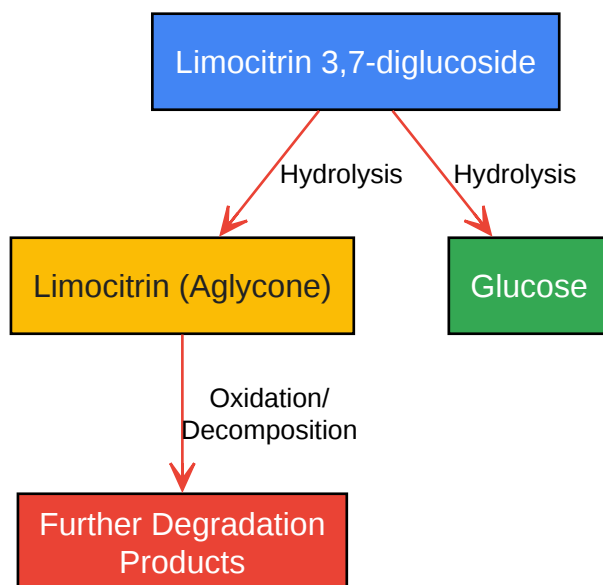 Limocitrin 3,7-diglucoside
Hydrolysis
Hydrolysis
Limocitrin (Aglycone)
Glucose
Oxidation/
Decomposition
Further Degradation
Products